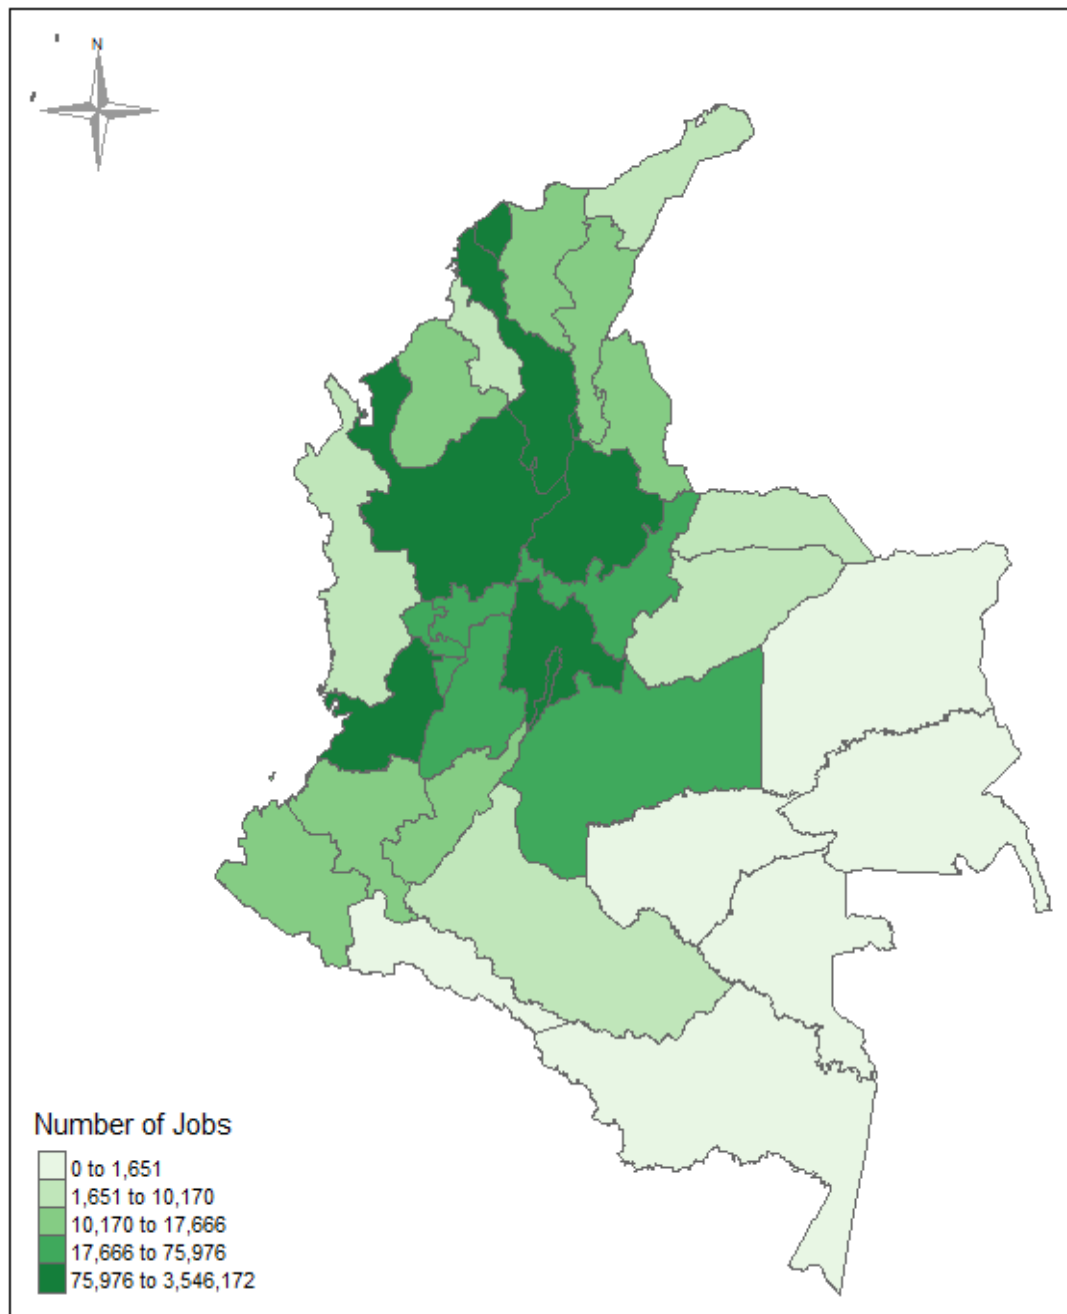 N
Number of Jobs
0 to 1,651
1,651 to 10,170
10,170 to 17,666
17,666 to 75,976
75,976 to 3,546,172